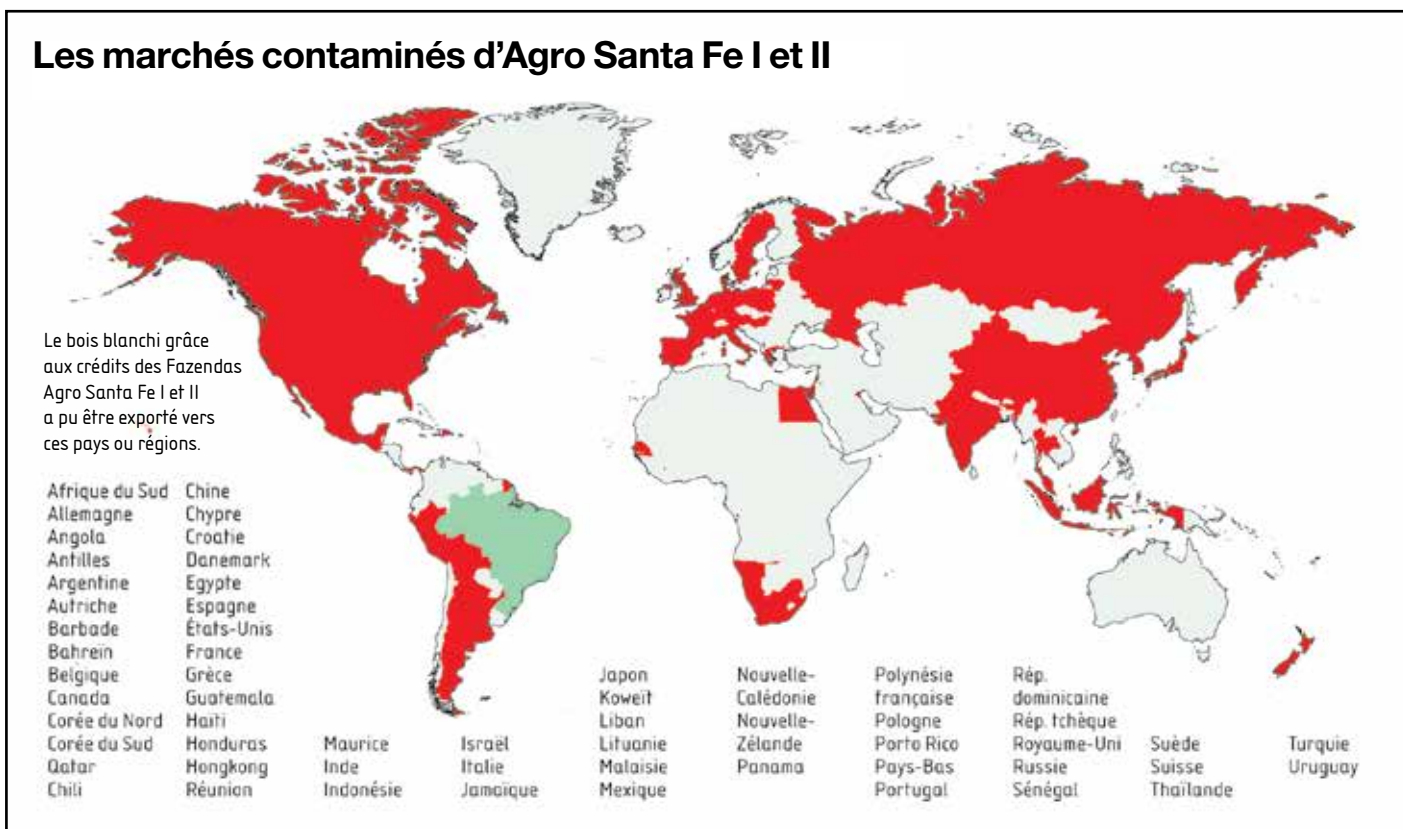 Les marchés contaminés d’Agro Santa Fe I et II
Le bois blanchi grâce
aux crédits des Fazendas
Agro Santa Fe I et II
a pu être exporté vers
ces pays ou régions.
Afrique du Sud
Allemagne
Angola
Antilles
Argentine
Autriche
Barbade
Bahreïn
Belgique
Canada
Corée du Nord
Corée du Sud
Qatar
Chili
Chine
Chypre
Croatie
Danemark
Egypte
Espagne
États-Unis
France
Grèce
Guatemala
Haïti
Honduras
Hongkong
Réunion
Maurice
Inde
Indonésie
Israël
Italie
Jamaïque
Japon
Koweït
Liban
Lituanie
Malaisie
Mexique
Nouvelle-
Calédonie
Nouvelle-
Zélande
Panama
Polynésie
française
Pologne
Porto Rico
Pays-Bas
Portugal
Rép.
dominicaine
Rép. tchèque
Royaume-Uni
Russie
Sénégal
Suède
Suisse
Thaïlande
Turquie
Uruguay